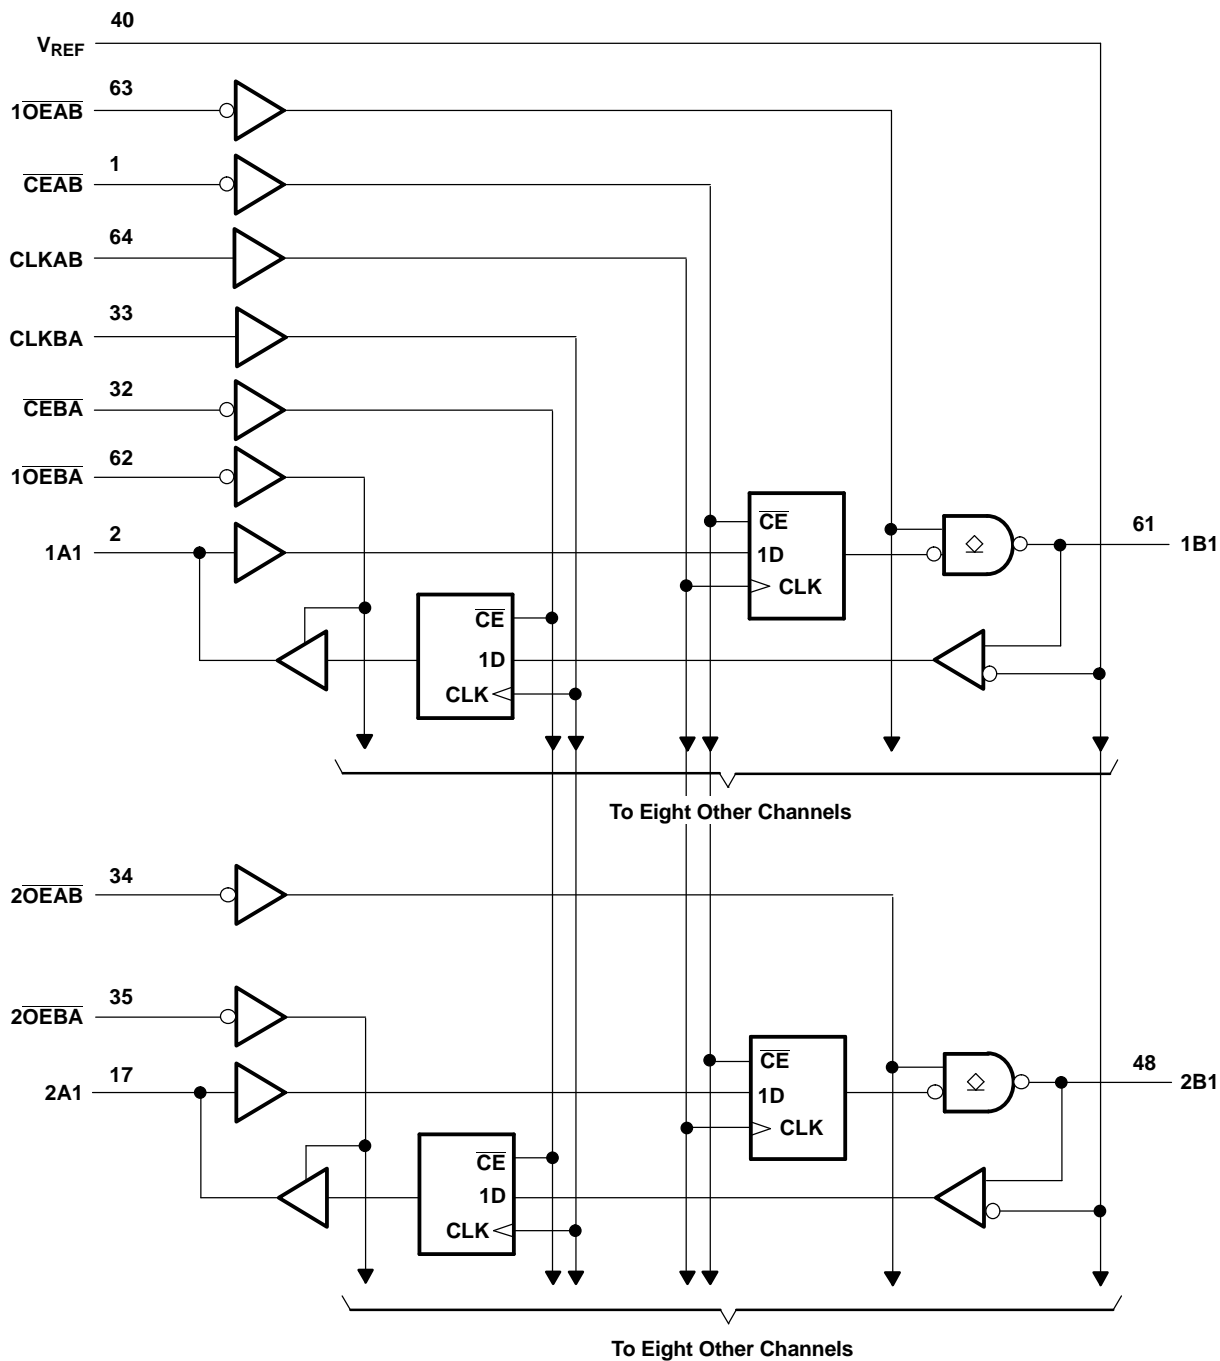 40
VREF
63
1OEAB
1
CEAB
64
CLKAB
33
CLKBA
32
CEBA
62
1OEBA
2
1A1
CE
1D
CLK
61
1B1
CE
1D
CLK
To Eight Other Channels
34
2OEAB
35
2OEBA
17
2A1
CE
1D
CLK
48
2B1
CE
1D
CLK
To Eight Other Channels